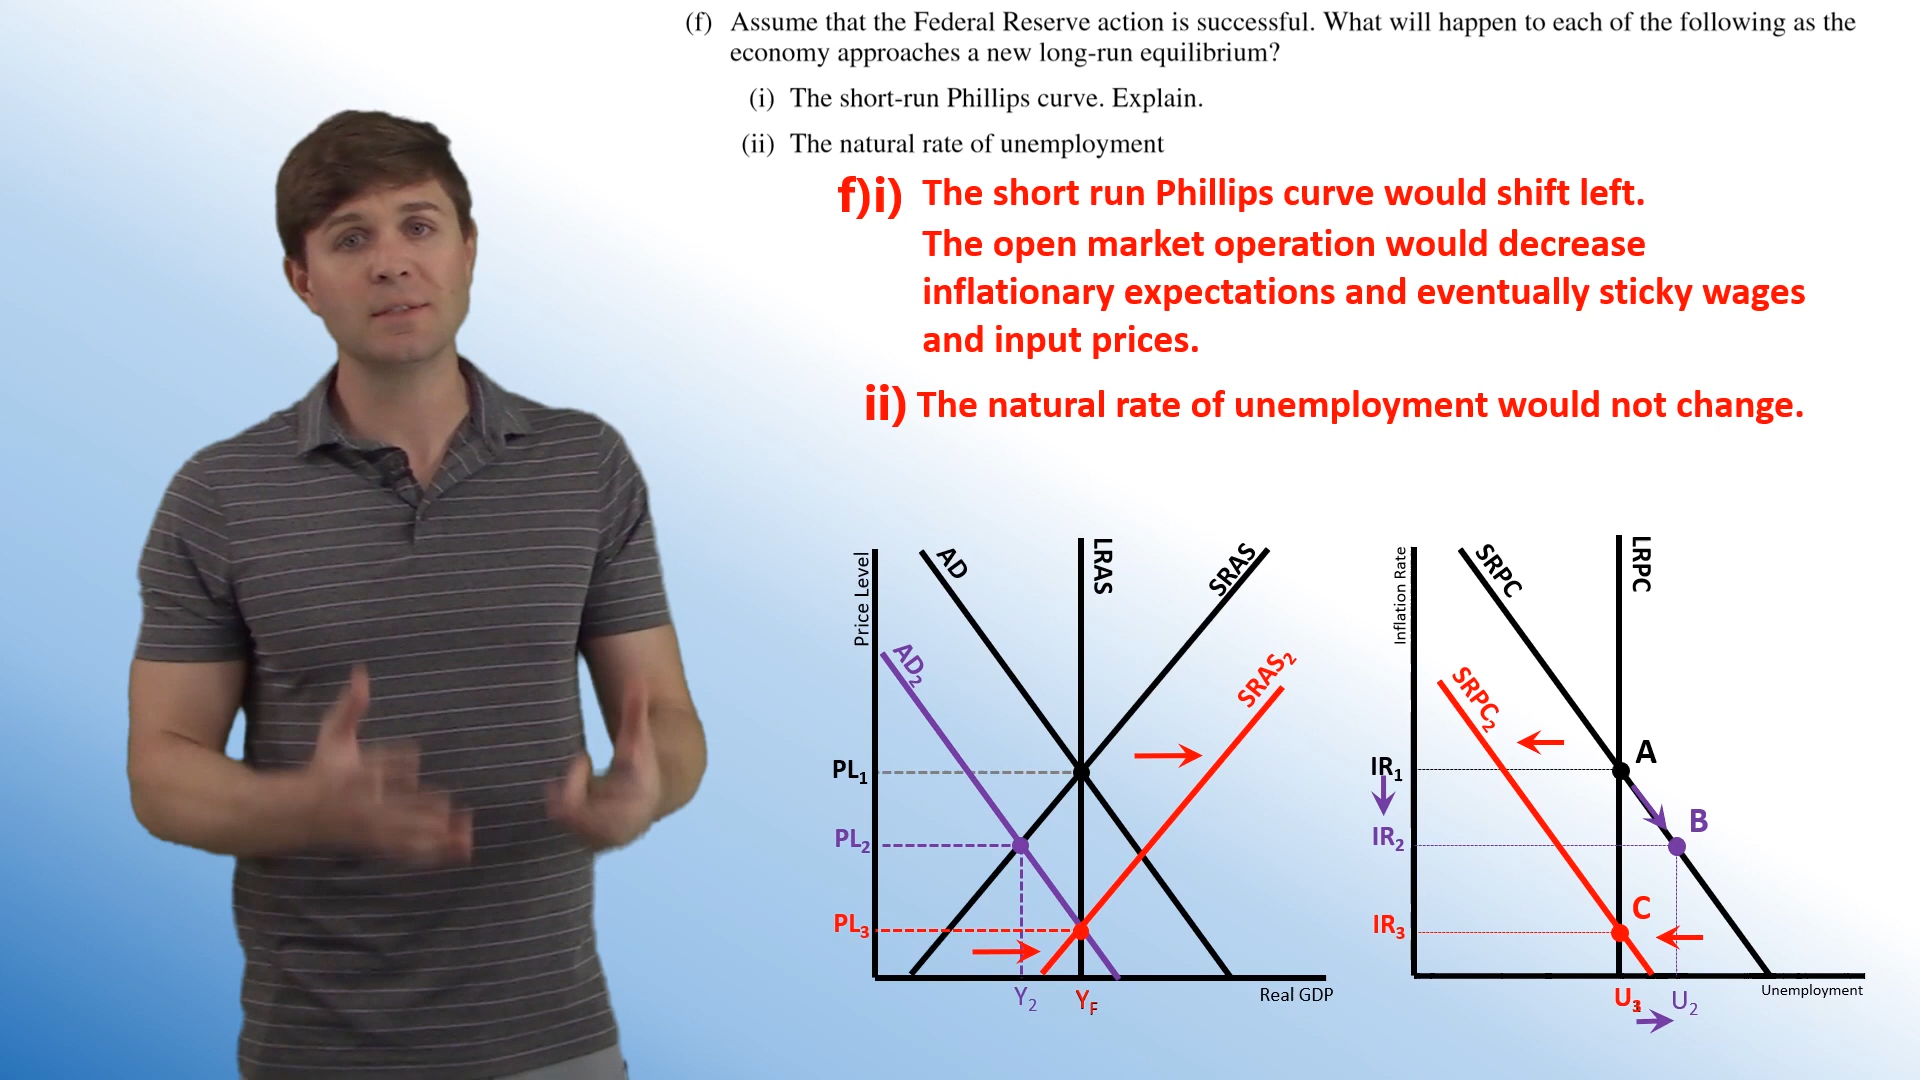 (f) Assume that the Federal Reserve action is successful. What will happen to each of the following as the
economy approaches a new long-run equilibrium?
(i) The short-run Phillips curve. Explain.
(ii) The natural rate of unemployment
f)i) The short run Phillips curve would shift left.
The open market operation would decrease
inflationary expectations and eventually sticky wages
and input prices.
ii) The natural rate of unemployment would not change.
Price Level
AD
LRAS
SRAS
AD₂
SRAS₂
PL₁
PL₂
PL₃
Y₂
Y_F
Real GDP
Inflation Rate
SRPC
LRPC
SRPC₂
IR₁
A
IR₂
B
IR₃
C
U₂
Unemployment